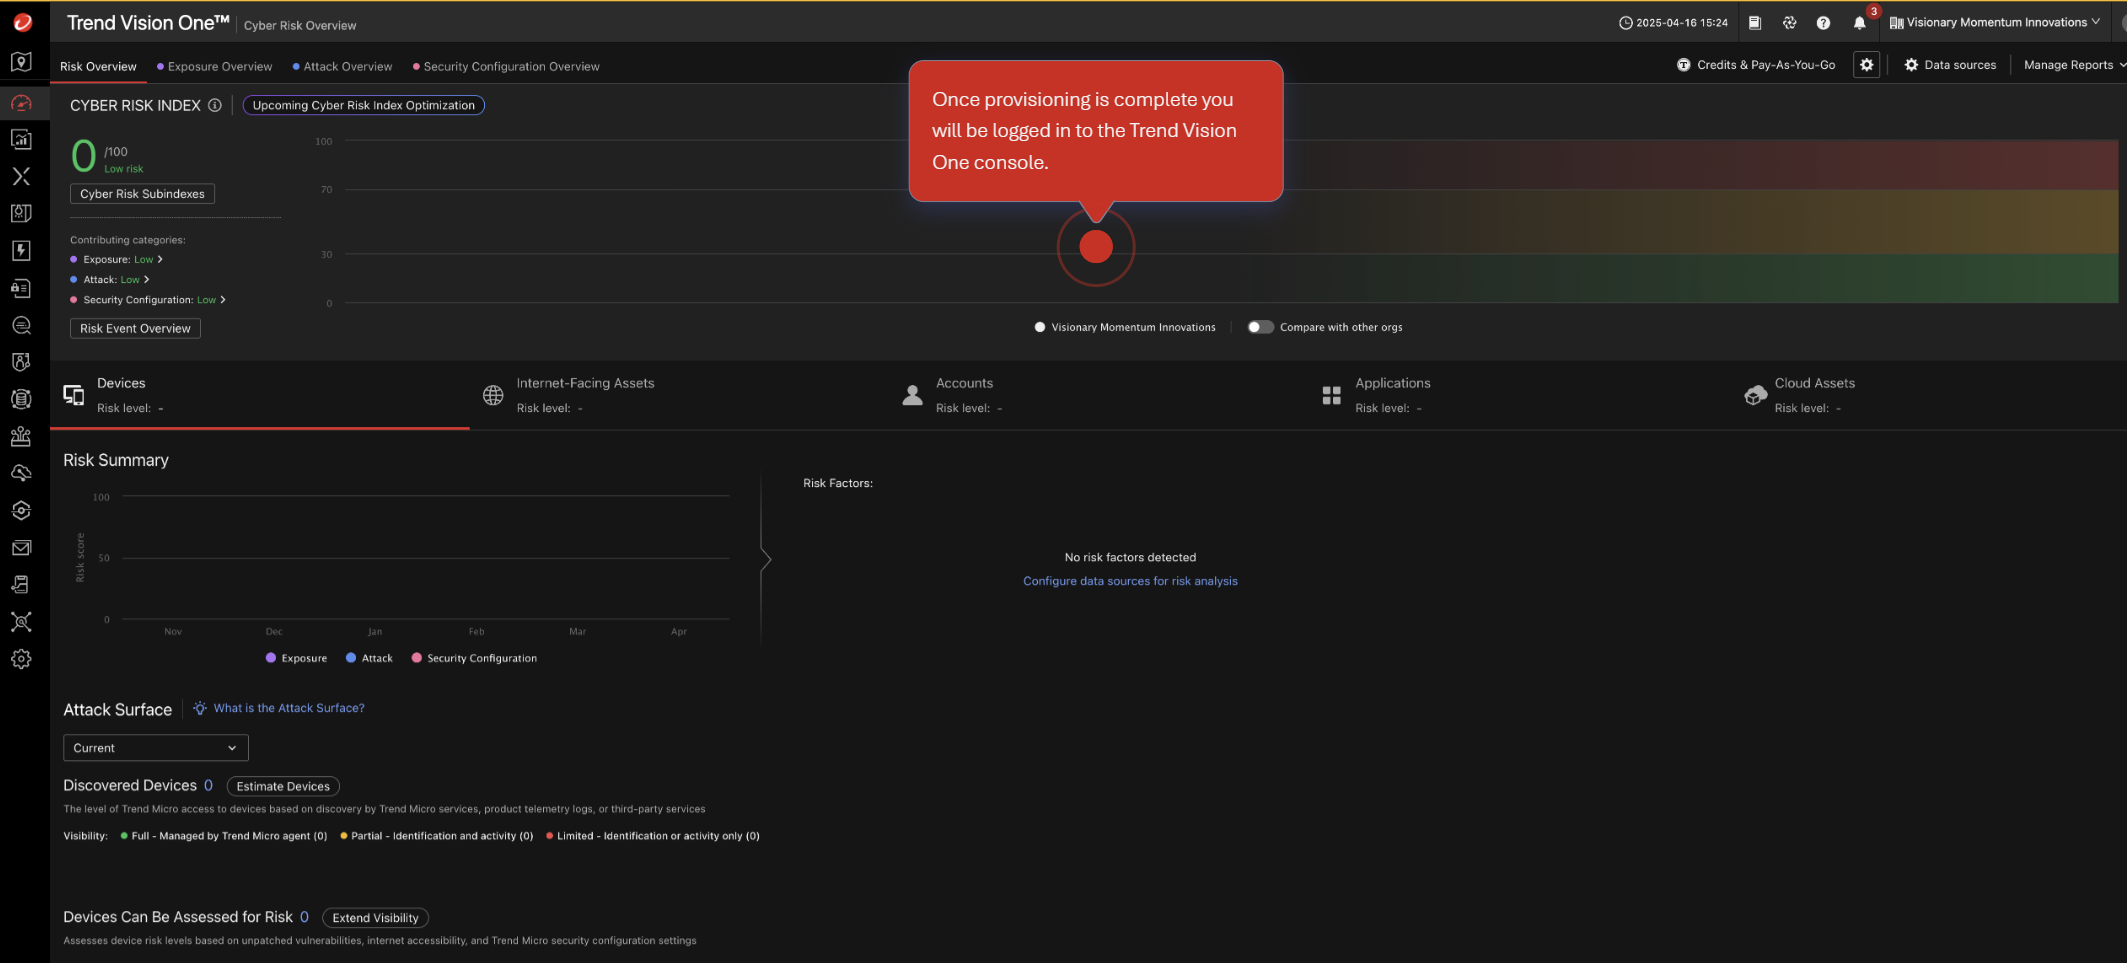 Trend Vision One™ Cyber Risk Overview
2025-04-16 15:24
3
Visionary Momentum Innovations
Risk Overview
Exposure Overview
Attack Overview
Security Configuration Overview
Credits & Pay-As-You-Go
Data sources
Manage Reports
CYBER RISK INDEX
Upcoming Cyber Risk Index Optimization
0 /100
Low risk
Cyber Risk Subindexes
Contributing categories:
Exposure: Low
Attack: Low
Security Configuration: Low
Risk Event Overview
100
70
30
0
Once provisioning is complete you
will be logged in to the Trend Vision
One console.
Visionary Momentum Innovations
Compare with other orgs
Devices
Risk level: -
Internet-Facing Assets
Risk level: -
Accounts
Risk level: -
Applications
Risk level: -
Cloud Assets
Risk level: -
Risk Summary
Risk score
100
50
0
Nov Dec Jan Feb Mar Apr
Exposure Attack Security Configuration
Risk Factors:
No risk factors detected
Configure data sources for risk analysis
Attack Surface
What is the Attack Surface?
Current
Discovered Devices 0 Estimate Devices
The level of Trend Micro access to devices based on discovery by Trend Micro services, product telemetry logs, or third-party services
Visibility: Full - Managed by Trend Micro agent (0) Partial - Identification and activity (0) Limited - Identification or activity only (0)
Devices Can Be Assessed for Risk 0 Extend Visibility
Assesses device risk levels based on unpatched vulnerabilities, internet accessibility, and Trend Micro security configuration settings